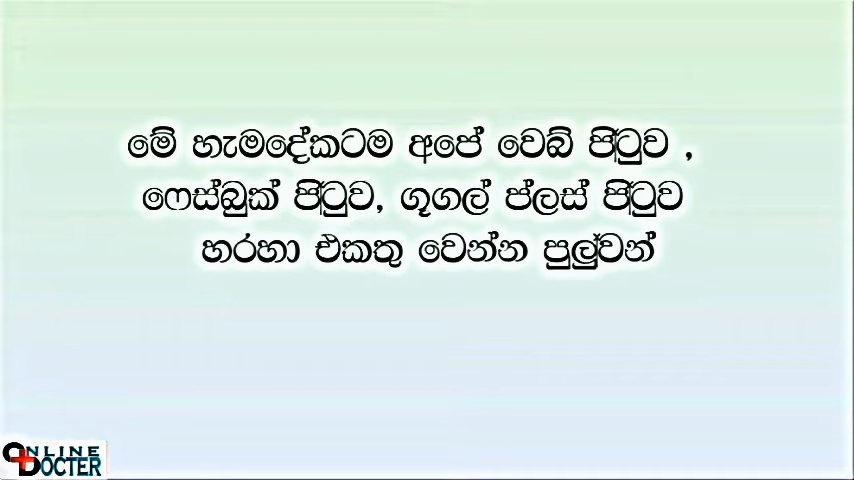 මේ හැමදේකටම අපේ වෙබ් පිටුව ,
ෆෙස්බුක් පිටුව, ගූගල් ප්ලස් පිටුව
හරහා එකතු වෙන්න පුලුවන්
ONLINE
DOCTER